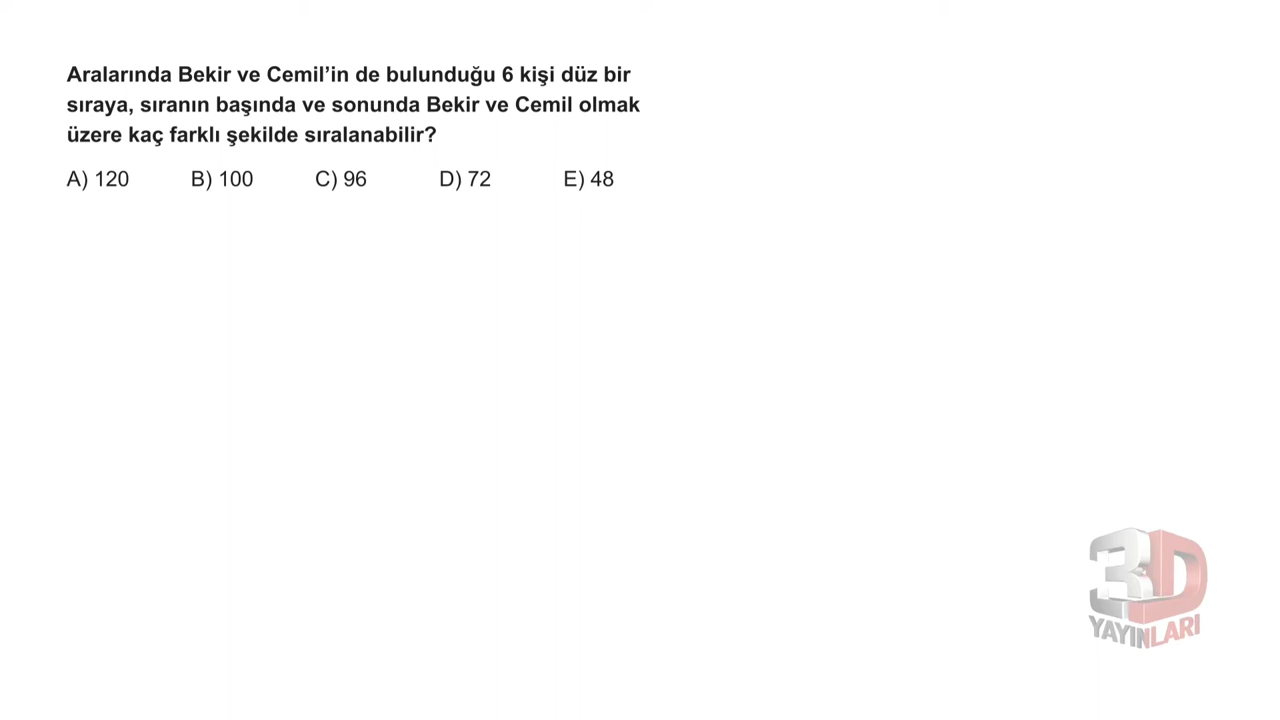 Aralarında Bekir ve Cemil’in de bulunduğu 6 kişi düz bir
sıraya, sıranın başında ve sonunda Bekir ve Cemil olmak
üzere kaç farklı şekilde sıralanabilir?
A) 120 B) 100 C) 96 D) 72 E) 48
3D
YAYINLARI